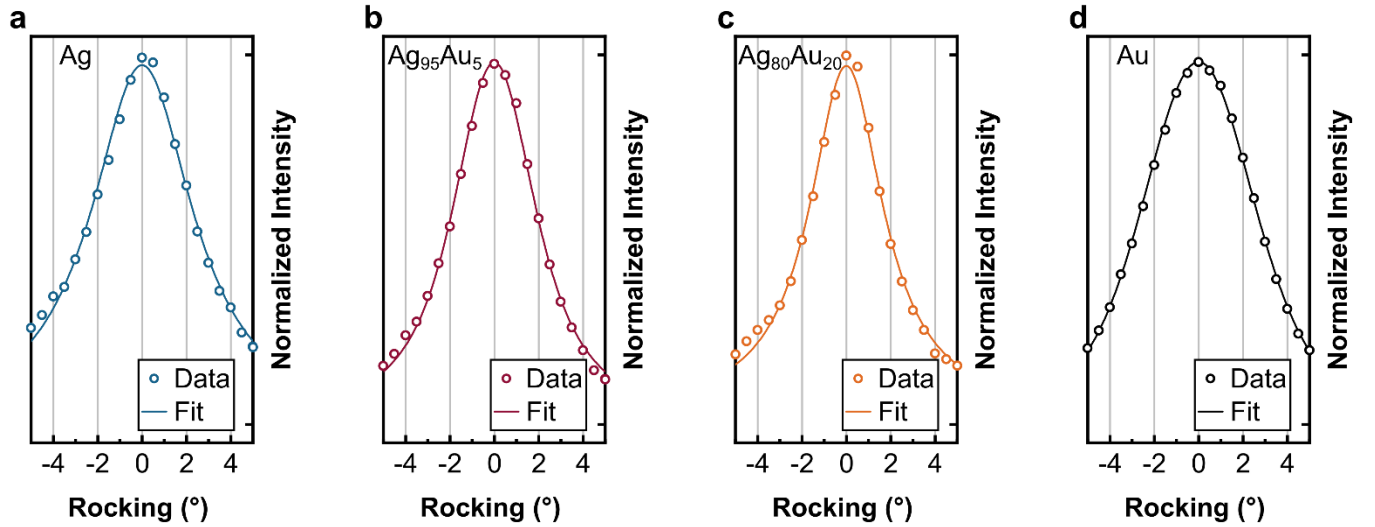 a
Ag
Normalized Intensity
Data
Fit
-4 -2 0 2 4
Rocking (°)
b
Ag₉₅Au₅
Normalized Intensity
Data
Fit
-4 -2 0 2 4
Rocking (°)
c
Ag₈₀Au₂₀
Normalized Intensity
Data
Fit
-4 -2 0 2 4
Rocking (°)
d
Au
Normalized Intensity
Data
Fit
-4 -2 0 2 4
Rocking (°)